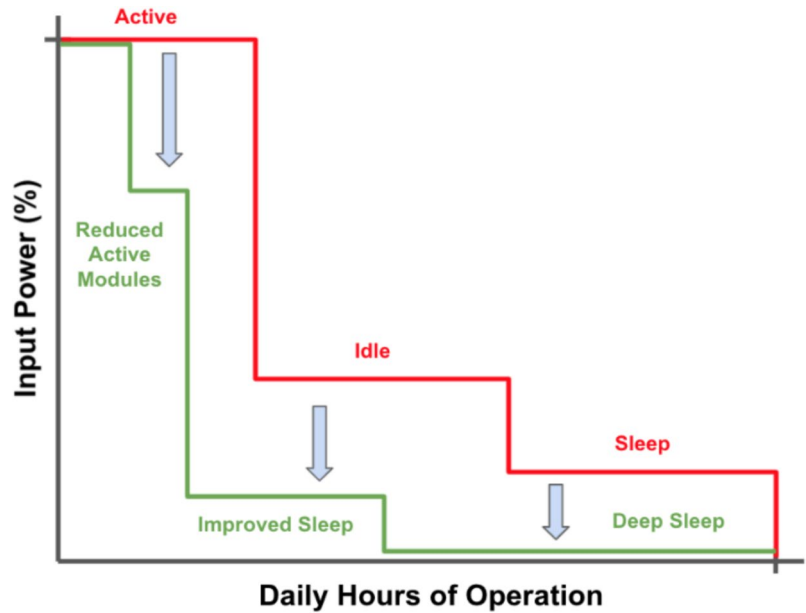 Active
Input Power (%)
Reduced
Active
Modules
Idle
Sleep
Improved Sleep
Deep Sleep
Daily Hours of Operation